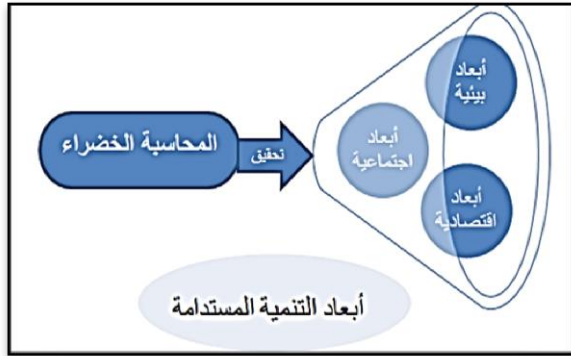 المحاسبة الخضراء
تحقيق
أبعاد
بيئية
أبعاد
اجتماعية
أبعاد
اقتصادية
أبعاد التنمية المستدامة